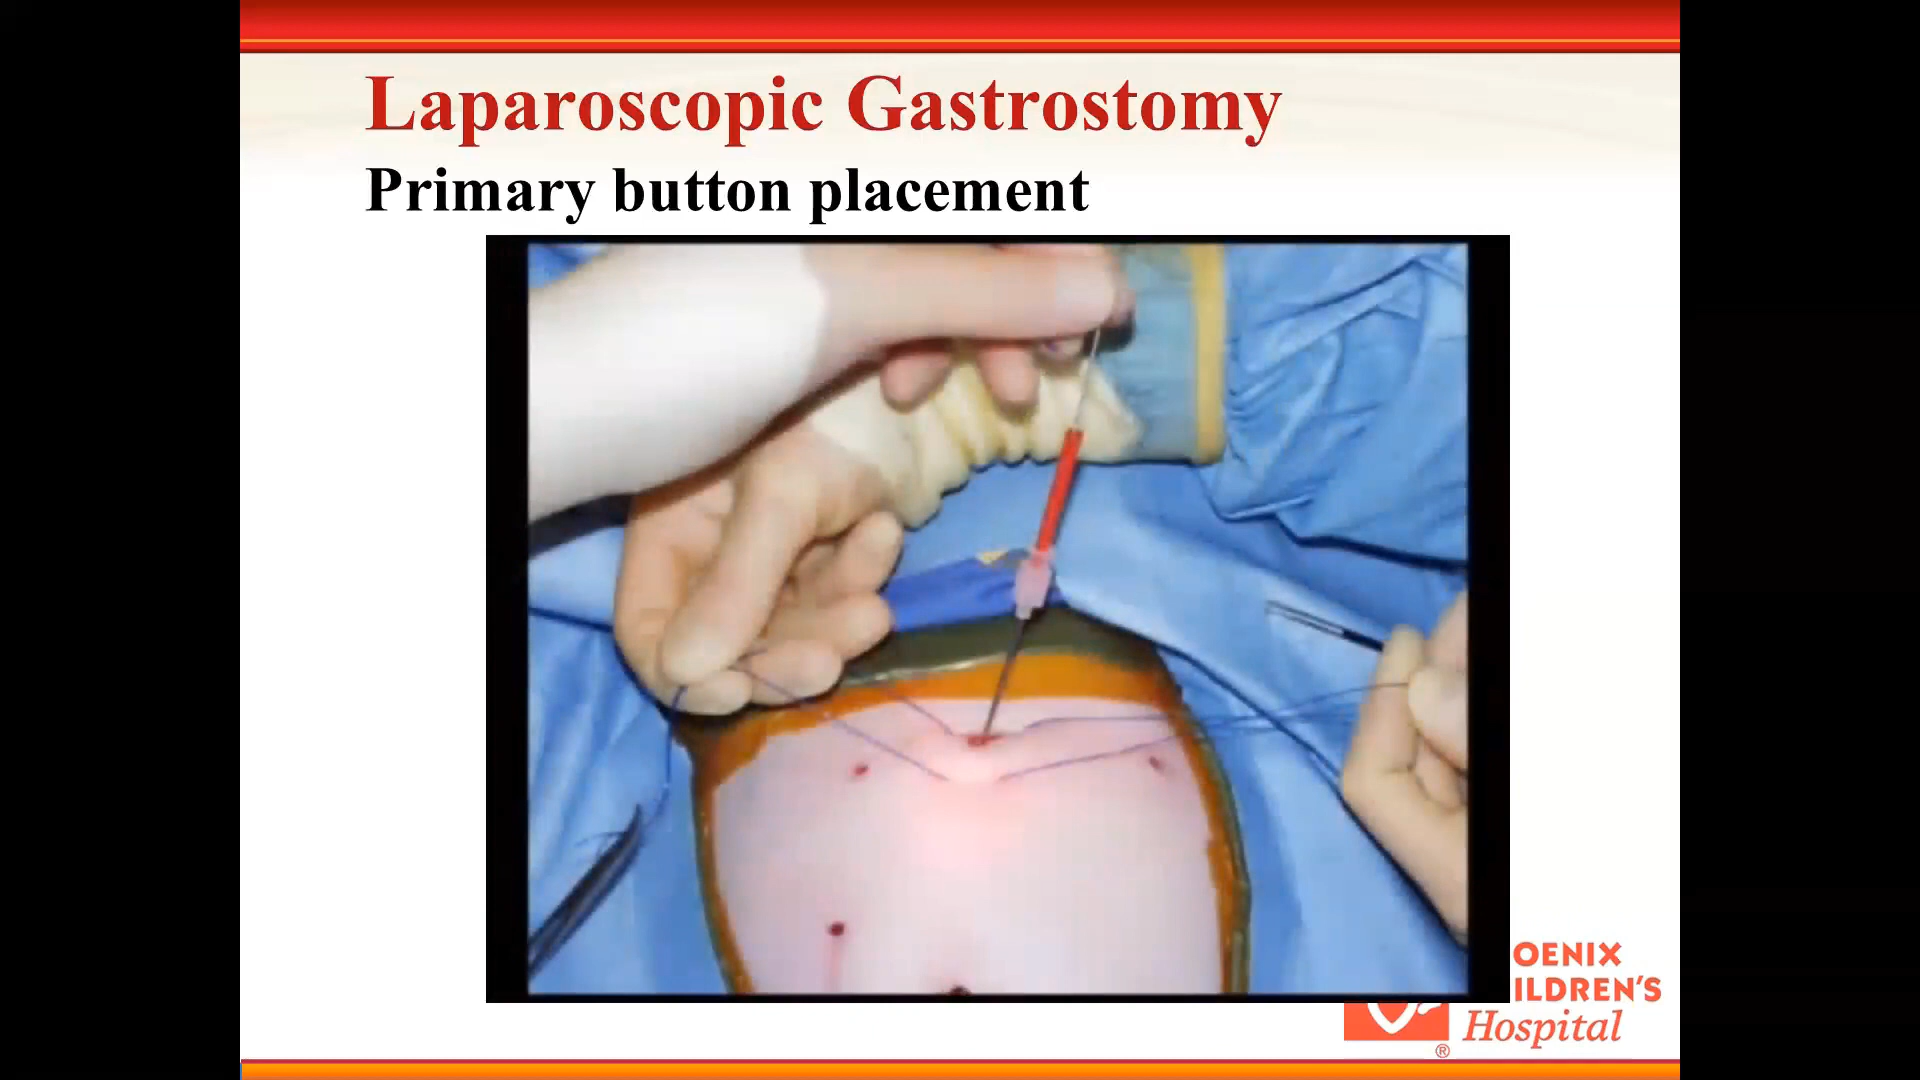 Laparoscopic Gastrostomy
Primary button placement
OENIX
ILDREN'S
Hospital
®